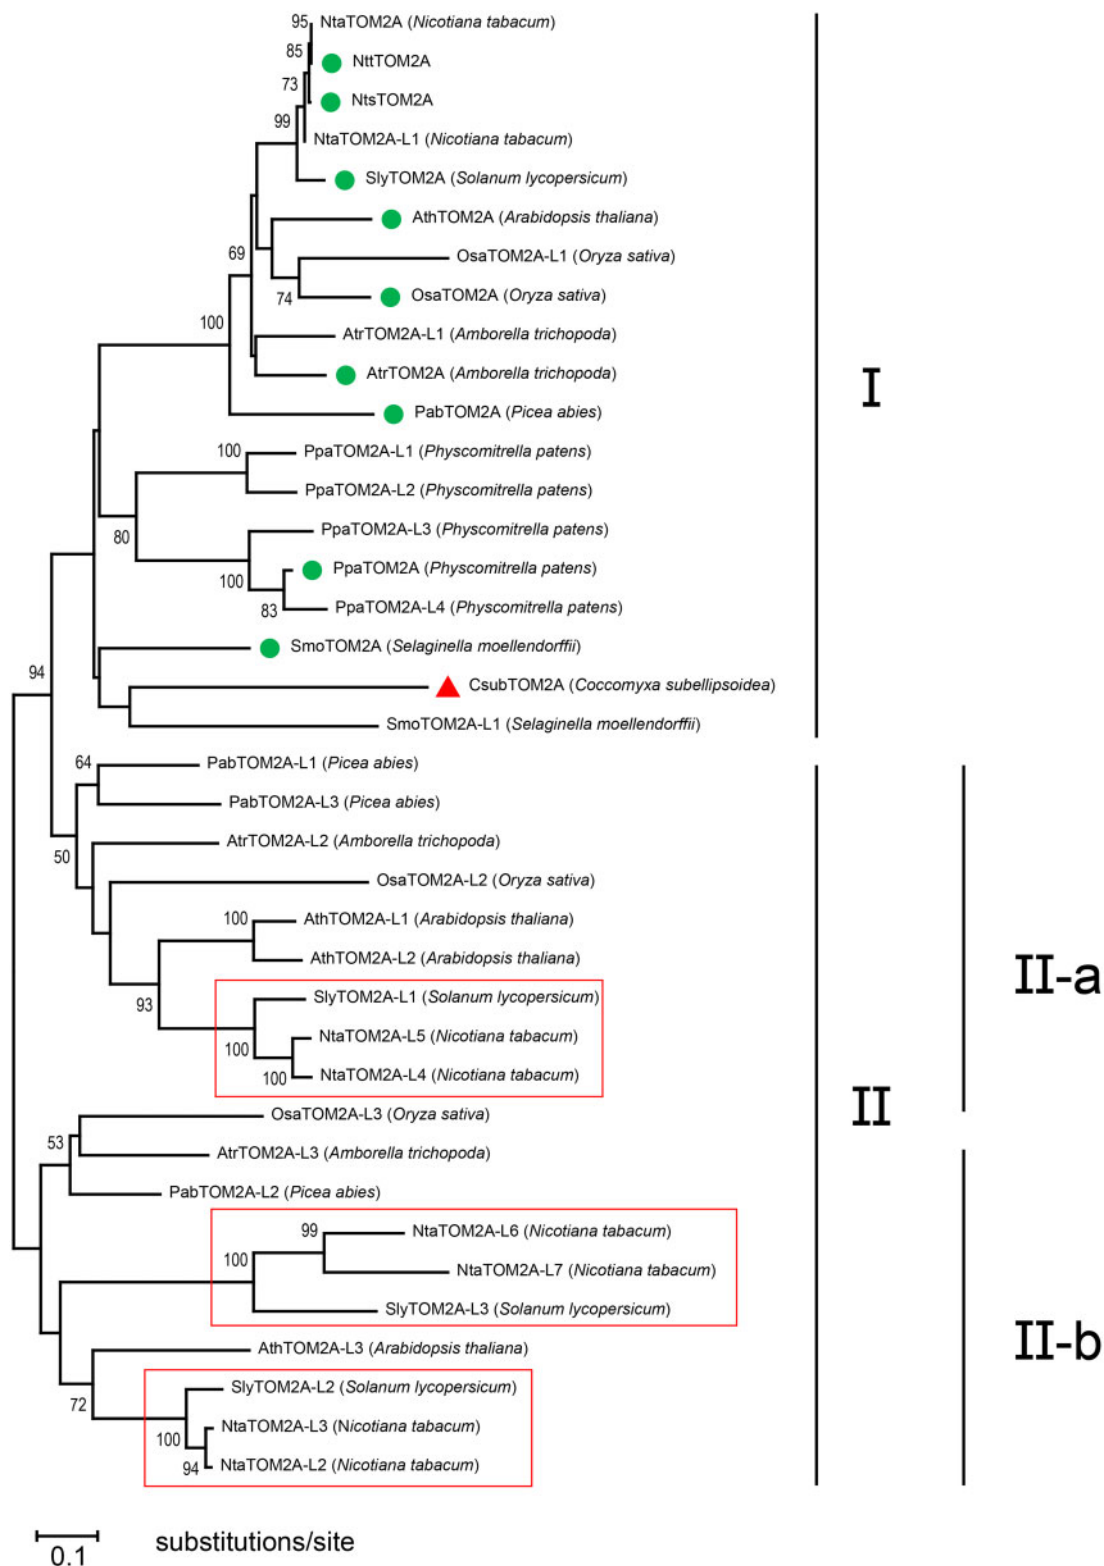 95 NtaTOM2A (Nicotiana tabacum)
85
NttTOM2A
73
NtsTOM2A
99
NtaTOM2A-L1 (Nicotiana tabacum)
SlyTOM2A (Solanum lycopersicum)
AthTOM2A (Arabidopsis thaliana)
69
OsaTOM2A-L1 (Oryza sativa)
74 OsaTOM2A (Oryza sativa)
100
AtrTOM2A-L1 (Amborella trichopoda)
AtrTOM2A (Amborella trichopoda)
I
PabTOM2A (Picea abies)
100 PpaTOM2A-L1 (Physcomitrella patens)
PpaTOM2A-L2 (Physcomitrella patens)
80
PpaTOM2A-L3 (Physcomitrella patens)
100
PpaTOM2A (Physcomitrella patens)
83 PpaTOM2A-L4 (Physcomitrella patens)
SmoTOM2A (Selaginella moellendorffii)
94
CsubTOM2A (Coccomyxa subellipsoidea)
SmoTOM2A-L1 (Selaginella moellendorffii)
64 PabTOM2A-L1 (Picea abies)
PabTOM2A-L3 (Picea abies)
50
AtrTOM2A-L2 (Amborella trichopoda)
OsaTOM2A-L2 (Oryza sativa)
100 AthTOM2A-L1 (Arabidopsis thaliana)
AthTOM2A-L2 (Arabidopsis thaliana)
II-a
93
SlyTOM2A-L1 (Solanum lycopersicum)
100
NtaTOM2A-L5 (Nicotiana tabacum)
100 NtaTOM2A-L4 (Nicotiana tabacum)
II
OsaTOM2A-L3 (Oryza sativa)
53
AtrTOM2A-L3 (Amborella trichopoda)
PabTOM2A-L2 (Picea abies)
99 NtaTOM2A-L6 (Nicotiana tabacum)
100
NtaTOM2A-L7 (Nicotiana tabacum)
SlyTOM2A-L3 (Solanum lycopersicum)
II-b
AthTOM2A-L3 (Arabidopsis thaliana)
72
SlyTOM2A-L2 (Solanum lycopersicum)
100
NtaTOM2A-L3 (Nicotiana tabacum)
94 NtaTOM2A-L2 (Nicotiana tabacum)
0.1 substitutions/site